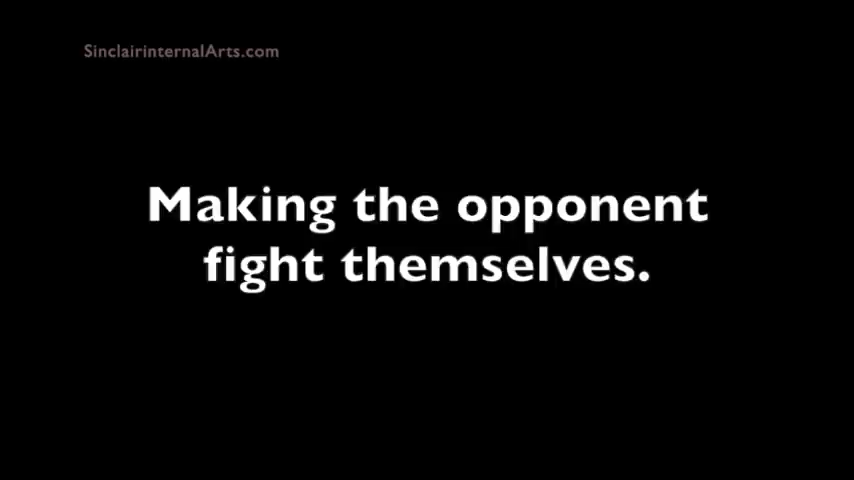 SinclairinternalArts.com
Making the opponent
fight themselves.